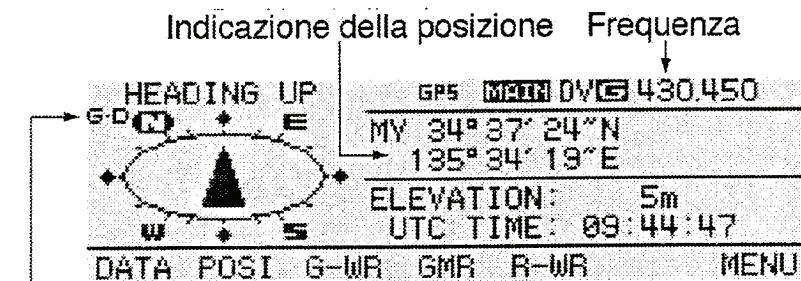 Indicazione della posizione Frequenza
HEADING UP GPS MAIN DV G 430.450
G-D N E MY 34°37′24″N
135°34′19″E
ELEVATION: 5m
W S UTC TIME: 09:44:47
DATA POSI G-WR GMR R-WR MENU